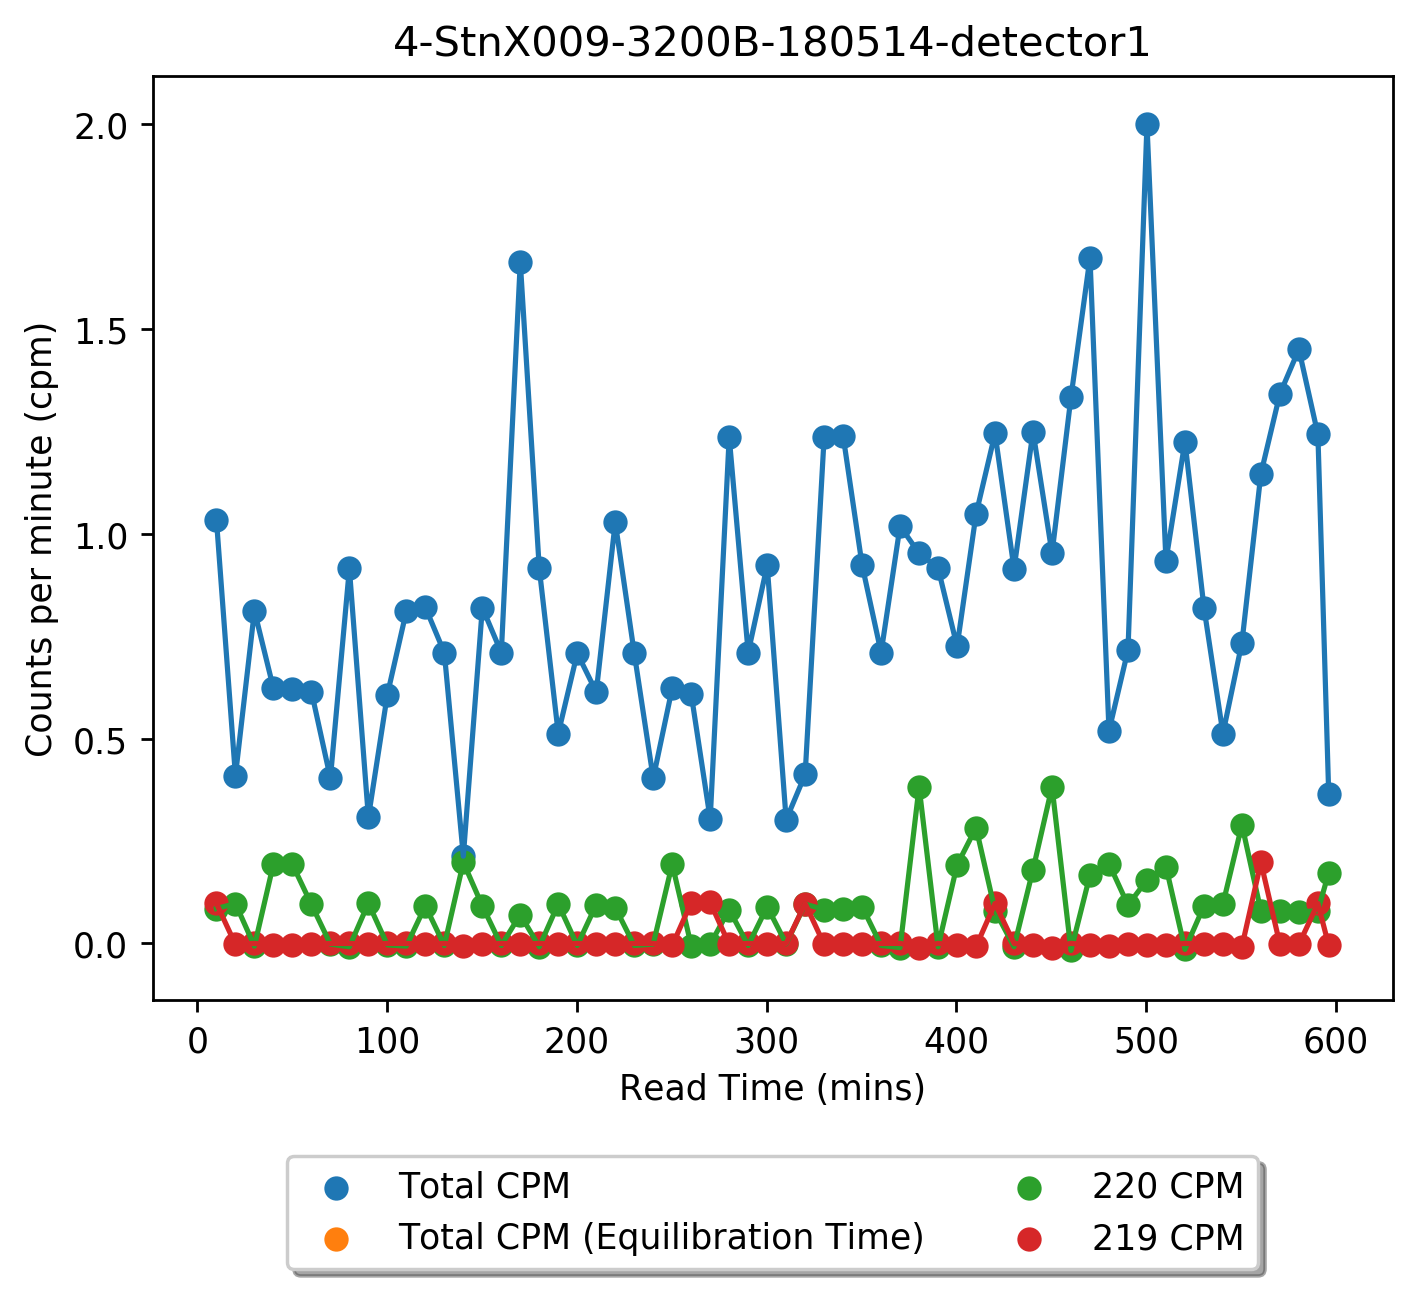 4-StnX009-3200B-180514-detector1
Counts per minute (cpm)
2.0
1.5
1.0
0.5
0.0
0 100 200 300 400 500 600
Read Time (mins)
Total CPM
Total CPM (Equilibration Time)
220 CPM
219 CPM